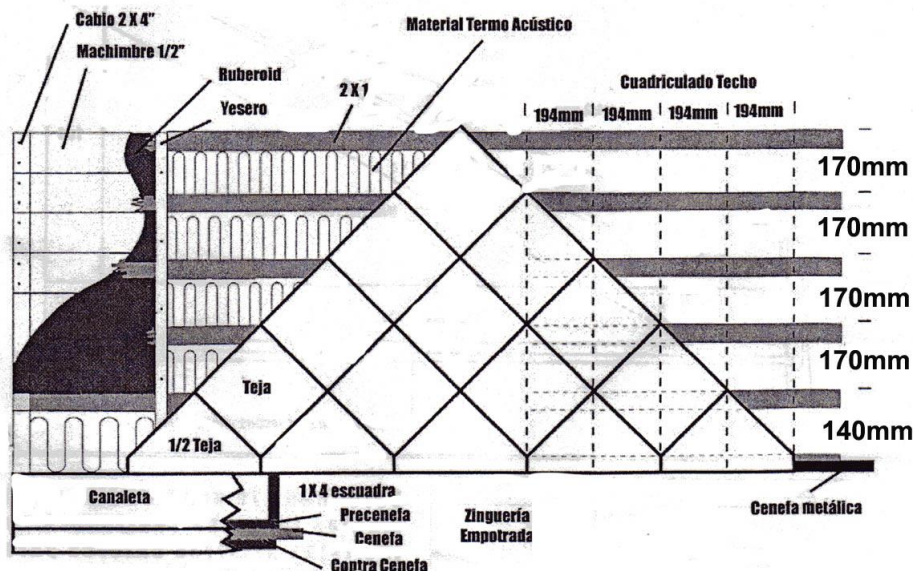 Cabio 2 X 4"
Machimbre 1/2"
Ruberoid
Yesero
2 X 1
Material Termo Acústico
Cuadriculado Techo
194mm 194mm 194mm 194mm
170mm
170mm
170mm
170mm
140mm
Teja
1/2 Teja
Canaleta
1 X 4 escuadra
Precenefa
Cenefa
Contra Cenefa
Zinguería
Empotrada
Cenefa metálica